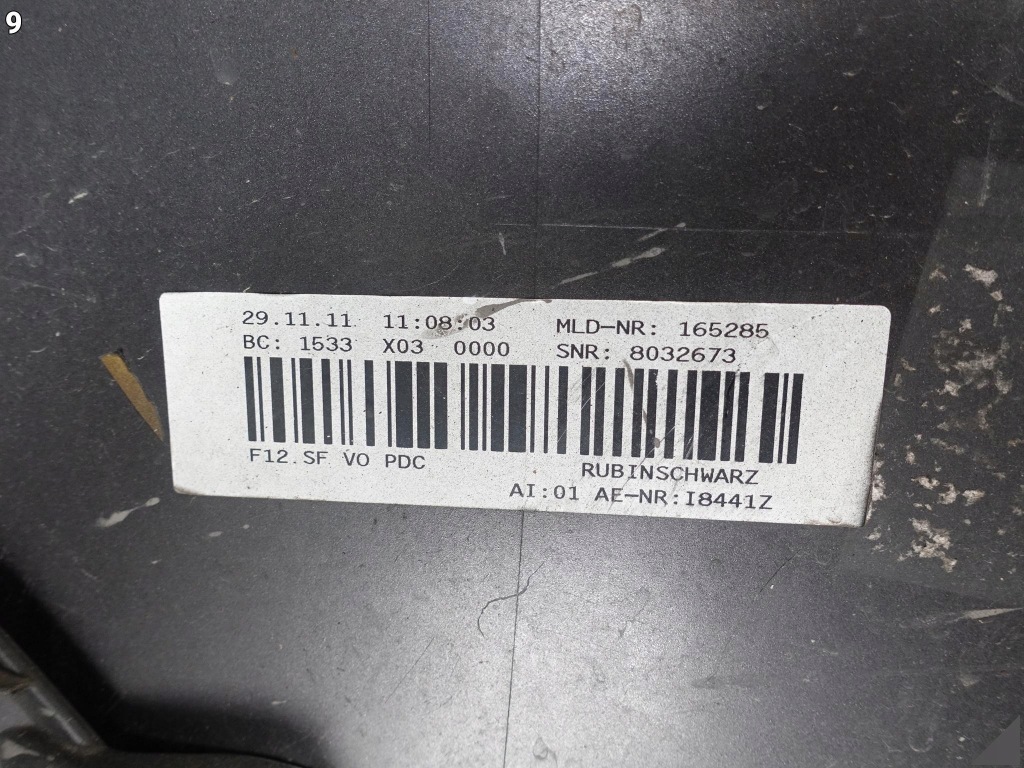 9
29.11.11 11:08:03 MLD-NR: 165285
BC: 1533 X03 0000 SNR: 8032673
F12.SF VO PDC RUBINSCHWARZ
AI:01 AE-NR:I8441Z